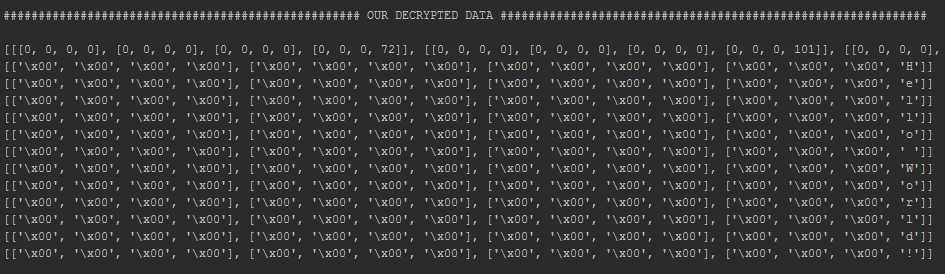 ################################################### OUR DECRYPTED DATA #############################################################
[[[0, 0, 0, 0], [0, 0, 0, 0], [0, 0, 0, 0], [0, 0, 0, 72]], [[0, 0, 0, 0], [0, 0, 0, 0], [0, 0, 0, 0], [0, 0, 0, 101]], [[0, 0, 0, 0],
[['\x00', '\x00', '\x00', '\x00'], ['\x00', '\x00', '\x00', '\x00'], ['\x00', '\x00', '\x00', '\x00'], ['\x00', '\x00', '\x00', 'H']]
[['\x00', '\x00', '\x00', '\x00'], ['\x00', '\x00', '\x00', '\x00'], ['\x00', '\x00', '\x00', '\x00'], ['\x00', '\x00', '\x00', 'e']]
[['\x00', '\x00', '\x00', '\x00'], ['\x00', '\x00', '\x00', '\x00'], ['\x00', '\x00', '\x00', '\x00'], ['\x00', '\x00', '\x00', 'l']]
[['\x00', '\x00', '\x00', '\x00'], ['\x00', '\x00', '\x00', '\x00'], ['\x00', '\x00', '\x00', '\x00'], ['\x00', '\x00', '\x00', 'l']]
[['\x00', '\x00', '\x00', '\x00'], ['\x00', '\x00', '\x00', '\x00'], ['\x00', '\x00', '\x00', '\x00'], ['\x00', '\x00', '\x00', 'o']]
[['\x00', '\x00', '\x00', '\x00'], ['\x00', '\x00', '\x00', '\x00'], ['\x00', '\x00', '\x00', '\x00'], ['\x00', '\x00', '\x00', ' ']]
[['\x00', '\x00', '\x00', '\x00'], ['\x00', '\x00', '\x00', '\x00'], ['\x00', '\x00', '\x00', '\x00'], ['\x00', '\x00', '\x00', 'W']]
[['\x00', '\x00', '\x00', '\x00'], ['\x00', '\x00', '\x00', '\x00'], ['\x00', '\x00', '\x00', '\x00'], ['\x00', '\x00', '\x00', 'o']]
[['\x00', '\x00', '\x00', '\x00'], ['\x00', '\x00', '\x00', '\x00'], ['\x00', '\x00', '\x00', '\x00'], ['\x00', '\x00', '\x00', 'r']]
[['\x00', '\x00', '\x00', '\x00'], ['\x00', '\x00', '\x00', '\x00'], ['\x00', '\x00', '\x00', '\x00'], ['\x00', '\x00', '\x00', 'l']]
[['\x00', '\x00', '\x00', '\x00'], ['\x00', '\x00', '\x00', '\x00'], ['\x00', '\x00', '\x00', '\x00'], ['\x00', '\x00', '\x00', 'd']]
[['\x00', '\x00', '\x00', '\x00'], ['\x00', '\x00', '\x00', '\x00'], ['\x00', '\x00', '\x00', '\x00'], ['\x00', '\x00', '\x00', '!']]